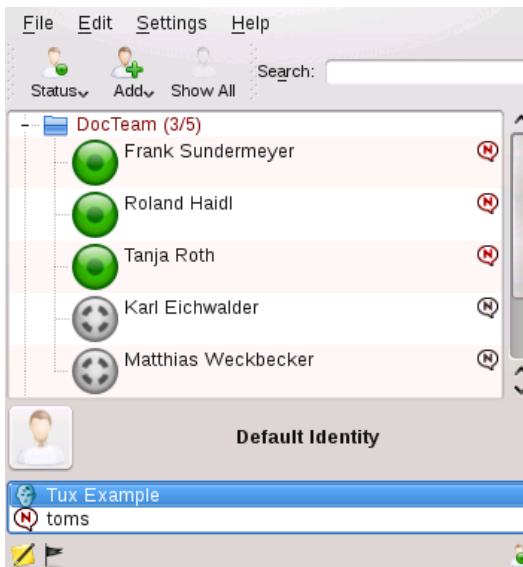 File Edit Settings Help
Status Add Show All Search:
DocTeam (3/5)
Frank Sundermeyer
Roland Haidl
Tanja Roth
Karl Eichwalder
Matthias Weckbecker
Default Identity
Tux Example
toms